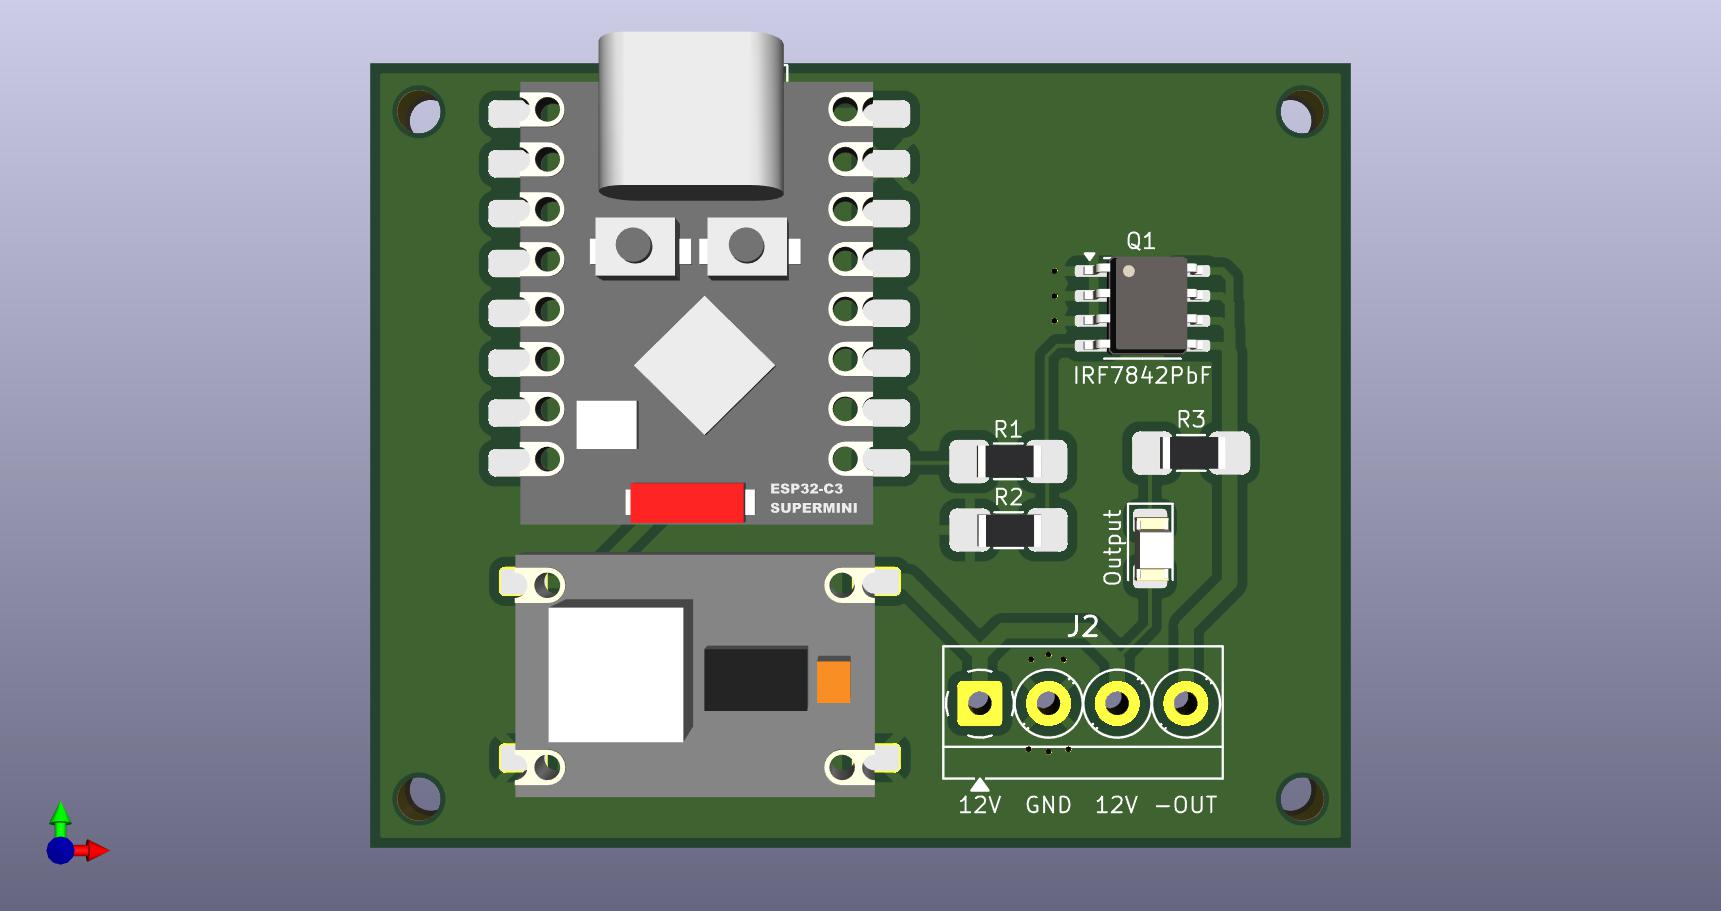 Q1
IRF7842PbF
R1
R3
ESP32-C3
SUPERMINI
R2
Output
J2
12V GND 12V -OUT